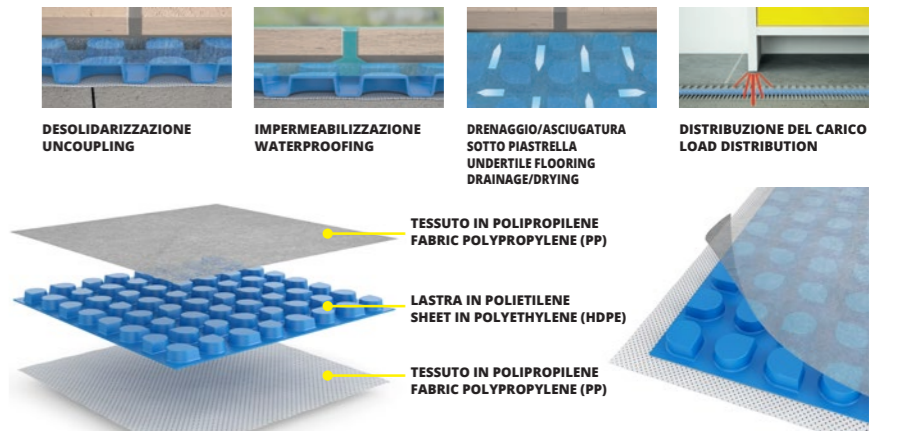 DESOLIDARIZZAZIONE
UNCOUPLING
IMPERMEABILIZZAZIONE
WATERPROOFING
DRENAGGIO/ASCIUGATURA
SOTTO PIASTRELLA
UNDERTILE FLOORING
DRAINAGE/DRYING
DISTRIBUZIONE DEL CARICO
LOAD DISTRIBUTION
TESSUTO IN POLIPROPILENE
FABRIC POLYPROPYLENE (PP)
LASTRA IN POLIETILENE
SHEET IN POLYETHYLENE (HDPE)
TESSUTO IN POLIPROPILENE
FABRIC POLYPROPYLENE (PP)